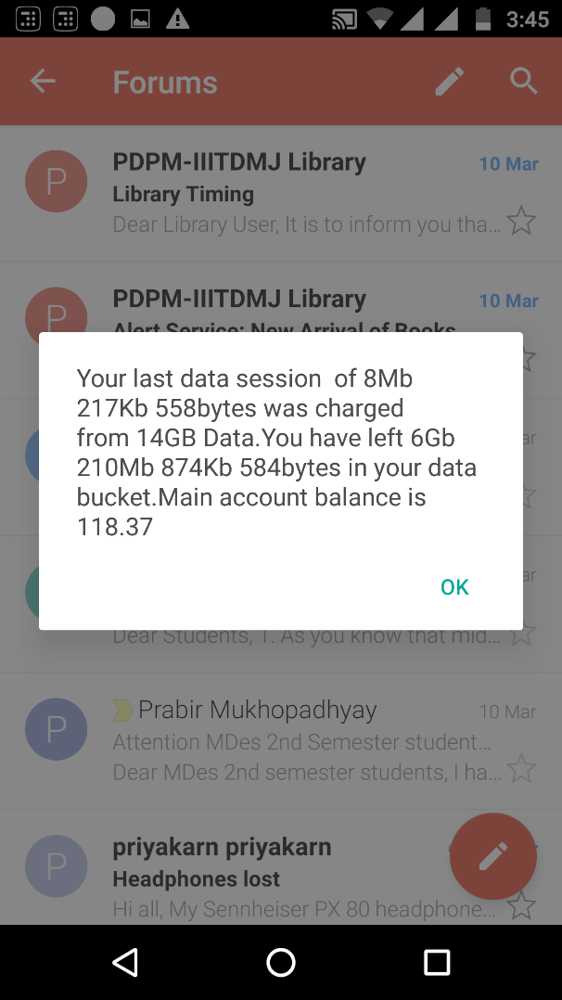 3:45
Forums
P
PDPM-IIITDMJ Library
10 Mar
Library Timing
Dear Library User, It is to inform you tha...
P
PDPM-IIITDMJ Library
10 Mar
Alert Service: New Arrival of Books
Your last data session  of 8Mb
217Kb 558bytes was charged
from 14GB Data.You have left 6Gb
210Mb 874Kb 584bytes in your data
bucket.Main account balance is
118.37
OK
Dear Students, 1. As you know that mid...
P
Prabir Mukhopadhyay
10 Mar
Attention MDes 2nd Semester student...
Dear MDes 2nd semester students, I ha...
P
priyakarn priyakarn
Headphones lost
Hi all, My Sennheiser PX 80 headphone...